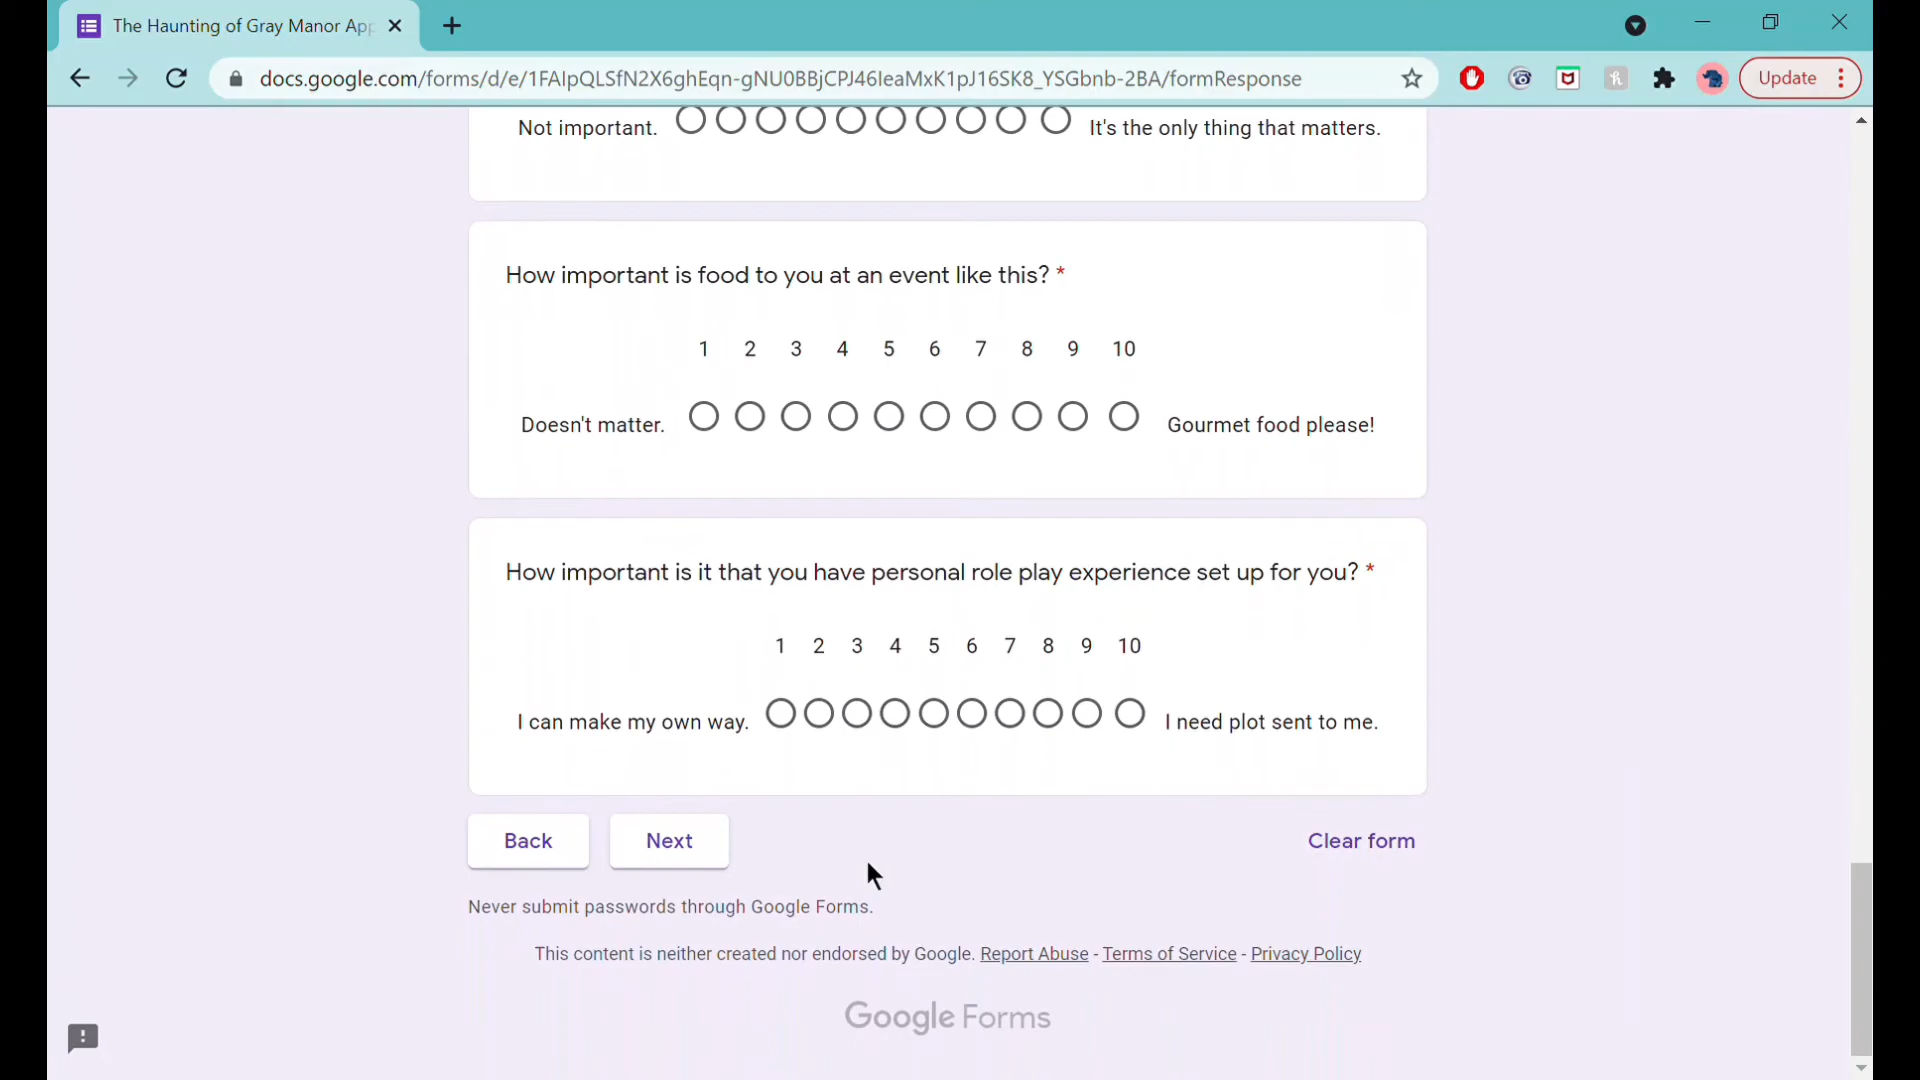 The Haunting of Gray Manor App
docs.google.com/forms/d/e/1FAIpQLSfN2X6ghEqn-gNU0BBjCPJ46IeaMxK1pJ16SK8_YSGbnb-2BA/formResponse
Update
Not important. It's the only thing that matters.
How important is food to you at an event like this? *
1 2 3 4 5 6 7 8 9 10
Doesn't matter. Gourmet food please!
How important is it that you have personal role play experience set up for you? *
1 2 3 4 5 6 7 8 9 10
I can make my own way. I need plot sent to me.
Back Next Clear form
Never submit passwords through Google Forms.
This content is neither created nor endorsed by Google. Report Abuse - Terms of Service - Privacy Policy
Google Forms